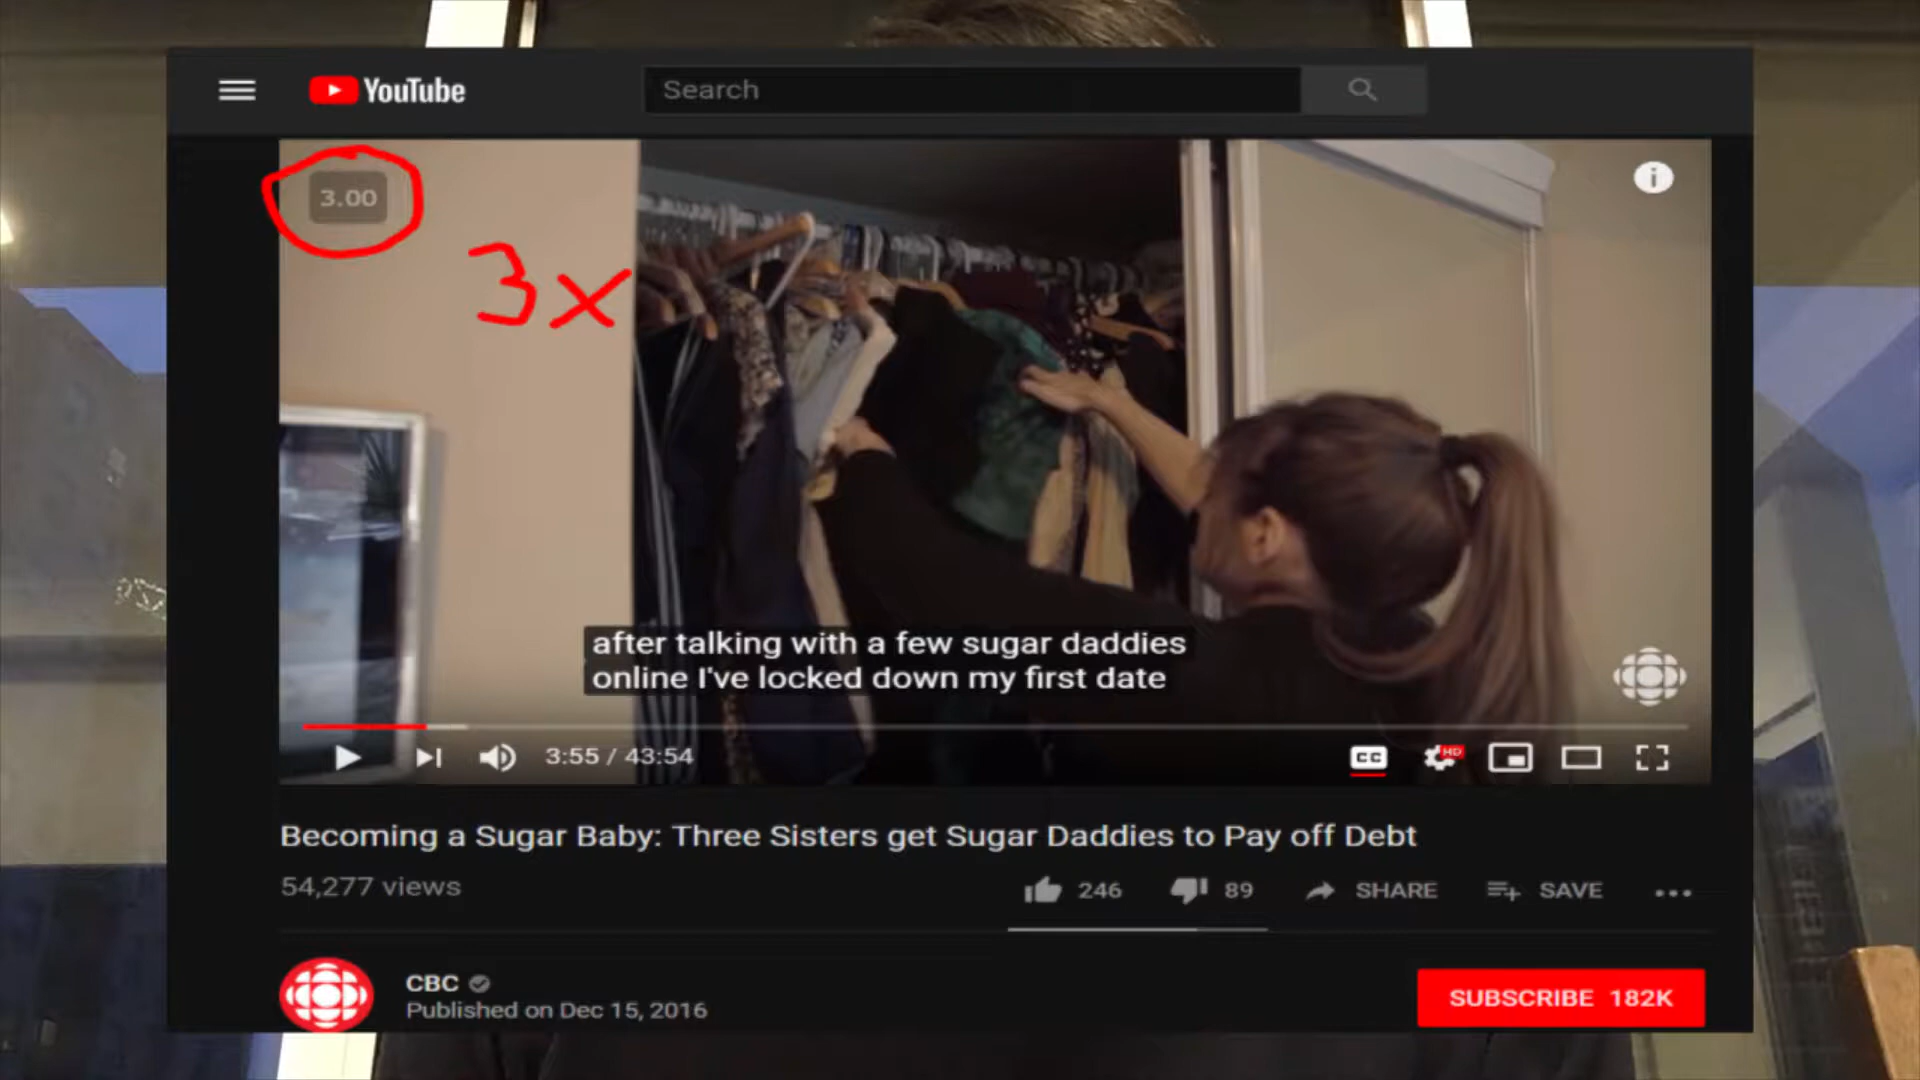 YouTube
Search
3.00
3x
after talking with a few sugar daddies
online I've locked down my first date
3:55 / 43:54
CC
HD
Becoming a Sugar Baby: Three Sisters get Sugar Daddies to Pay off Debt
54,277 views
246
89
SHARE
SAVE
CBC
Published on Dec 15, 2016
SUBSCRIBE 182K